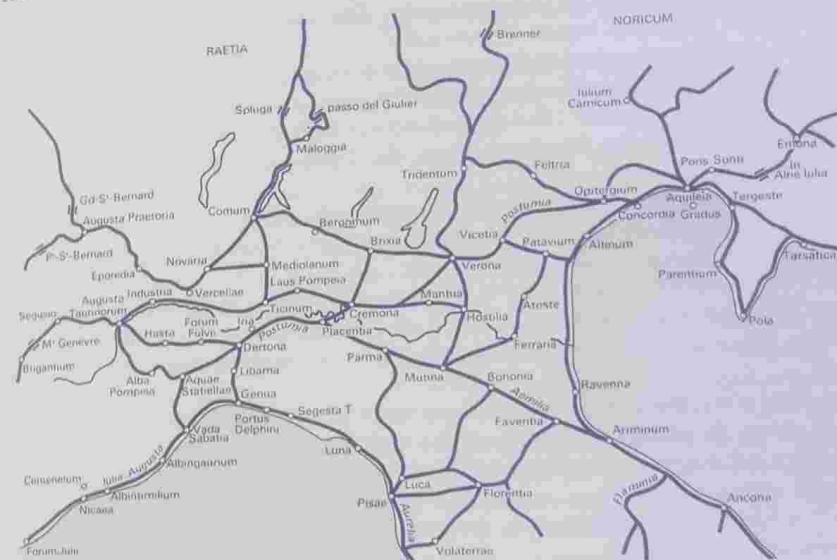 NORICUM
RAETIA
Brenner
Spluga
passo del Giulier
Maloggia
Iulium
Carnicum
Emona
Pons Sunti
In
Alpe Iulia
Tridentum
Feltria
Opitergium
Aquileia
Tergeste
Gd-St-Bernard
Augusta Praetoria
Comum
Bergomum
Postumia
Concordia
Gradus
Vicetia
Patavium
Altinum
Brixia
Pt-St-Bernard
Eporedia
Novaria
Mediolanum
Verona
Parentium
Tarsatica
Laus Pompeia
Augusta
Taurinorum
Industria
Vercellae
Ticinum
Cremona
Mantua
Ateste
Pola
Segusio
Forum
Fulvii
Iria
Postumia
Placentia
Hostilia
Mt Genèvre
Hasta
Dertona
Ferraria
Parma
Brigantium
Alba
Pompeia
Aquae
Statiellae
Libarna
Mutina
Bononia
Ravenna
Genua
Aemilia
Portus
Delphini
Segesta T.
Faventia
Ariminum
Vada
Sabatia
Luna
Iulia Augusta
Albingaunum
Luca
Florentia
Cemenelum
Albintimilium
Nicaea
Pisae
Flaminia
Ancona
Aurelia
Forum Iulii
Volaterrae